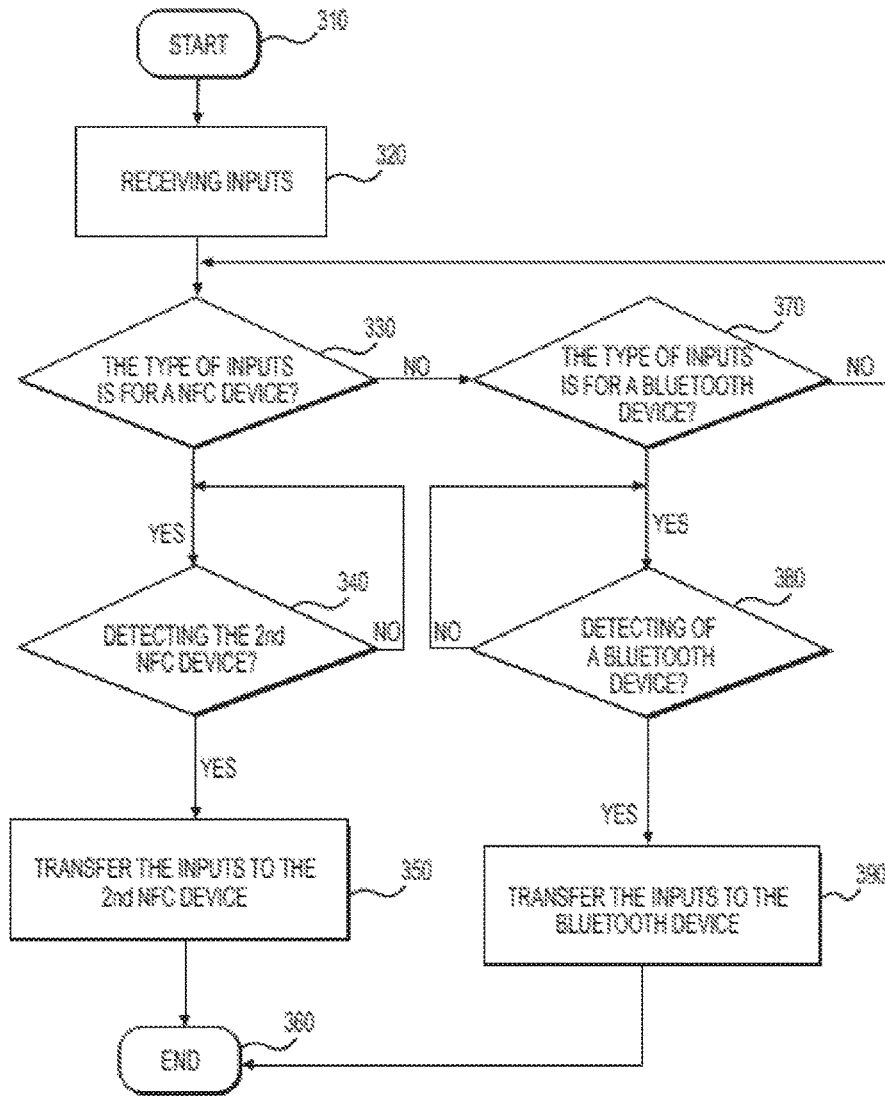 START
310
RECEIVING INPUTS
320
THE TYPE OF INPUTS
IS FOR A NFC DEVICE?
330
NO
THE TYPE OF INPUTS
IS FOR A BLUETOOTH
DEVICE?
370
NO
YES
YES
DETECTING THE 2nd
NFC DEVICE?
340
NO
NO
DETECTING OF
A BLUETOOTH
DEVICE?
380
YES
YES
TRANSFER THE INPUTS TO THE
2nd NFC DEVICE
350
TRANSFER THE INPUTS TO THE
BLUETOOTH DEVICE
390
END
360